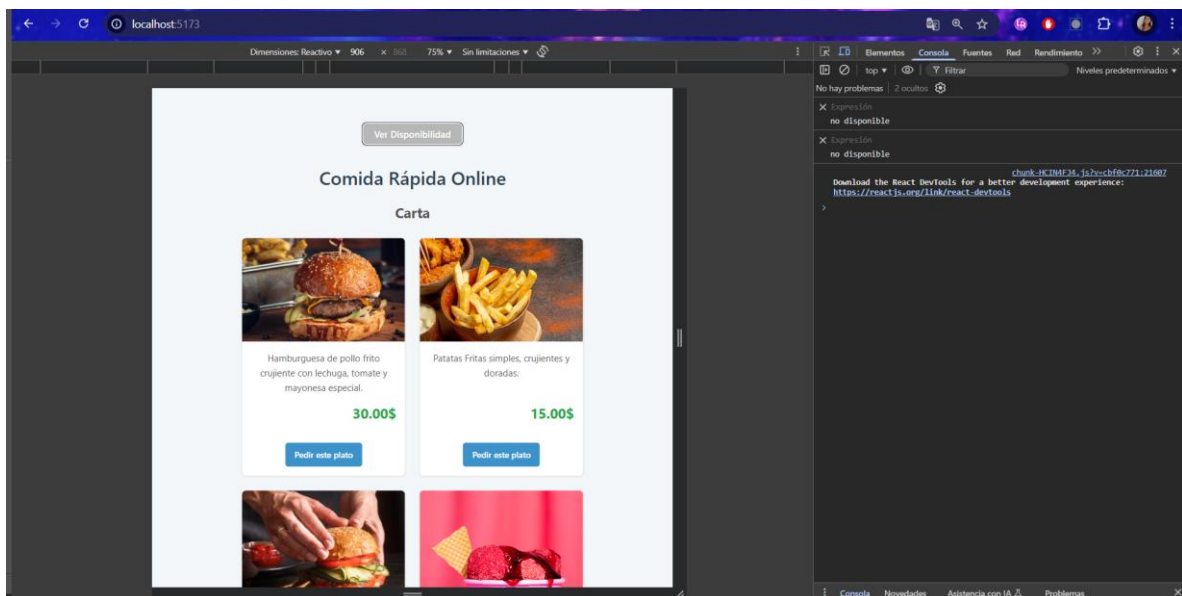 localhost:5173
Dimensiones: Reactivo ▼ 906 × 868 75% ▼ Sin limitaciones ▼
Elementos Consola Fuentes Red Rendimiento
top ▼ Filtrar Niveles predeterminados ▼
No hay problemas 2 ocultos
Expresión
no disponible
Expresión
no disponible
chunk-HCIN4FJ4.js?v=cbf0c771:21607
Download the React DevTools for a better development experience:
https://reactjs.org/link/react-devtools
Ver Disponibilidad
Comida Rápida Online
Carta
Hamburguesa de pollo frito
crujiente con lechuga, tomate y
mayonesa especial.
30.00$
Pedir este plato
Patatas Fritas simples, crujientes y
doradas.
15.00$
Pedir este plato
Consola Novedades Asistencia con IA Problemas